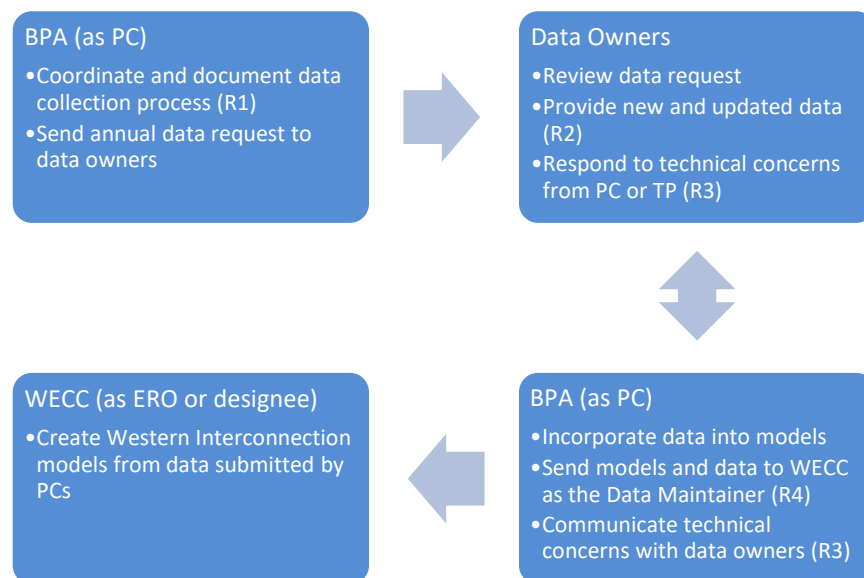 BPA (as PC)
•Coordinate and document data
collection process (R1)
•Send annual data request to
data owners
Data Owners
•Review data request
•Provide new and updated data
(R2)
•Respond to technical concerns
from PC or TP (R3)
WECC (as ERO or designee)
•Create Western Interconnection
models from data submitted by
PCs
BPA (as PC)
•Incorporate data into models
•Send models and data to WECC
as the Data Maintainer (R4)
•Communicate technical
concerns with data owners (R3)